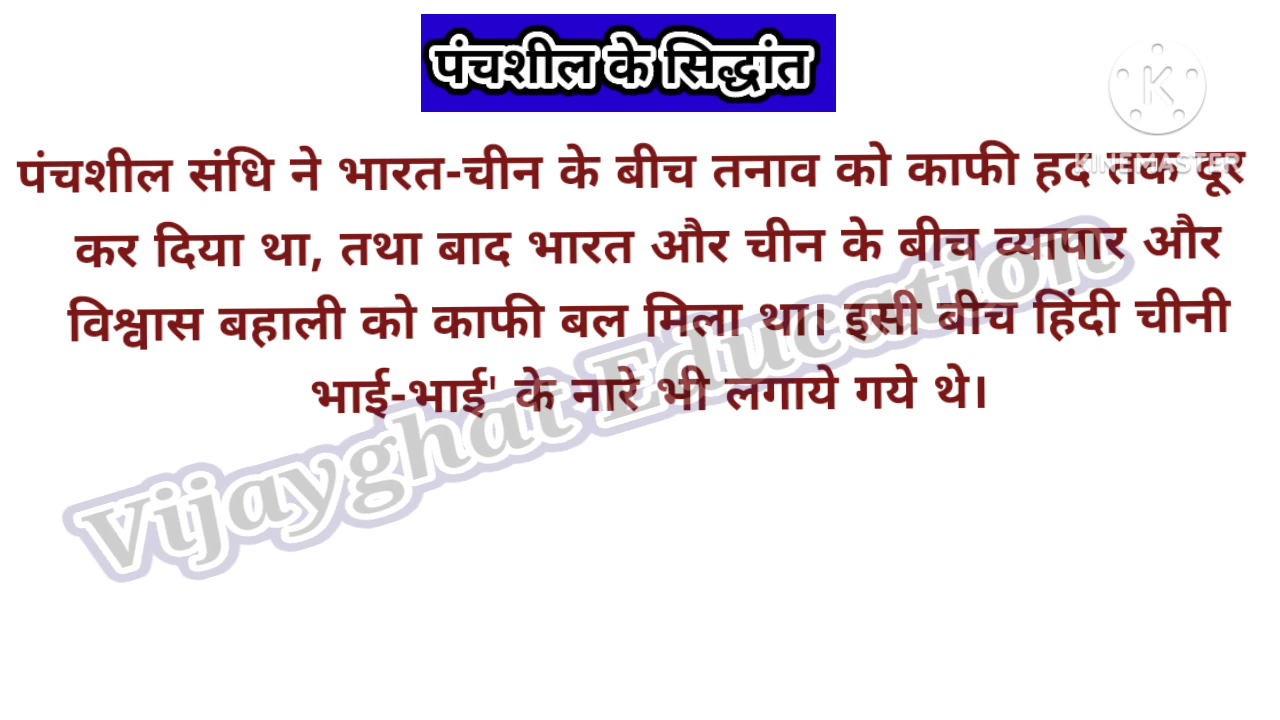 पंचशील के सिद्धांत
KINEMASTER
पंचशील संधि ने भारत-चीन के बीच तनाव को काफी हद तक दूर
कर दिया था, तथा बाद भारत और चीन के बीच व्यापार और
विश्वास बहाली को काफी बल मिला था। इसी बीच हिंदी चीनी
भाई-भाई' के नारे भी लगाये गये थे।
Vijayghat Education